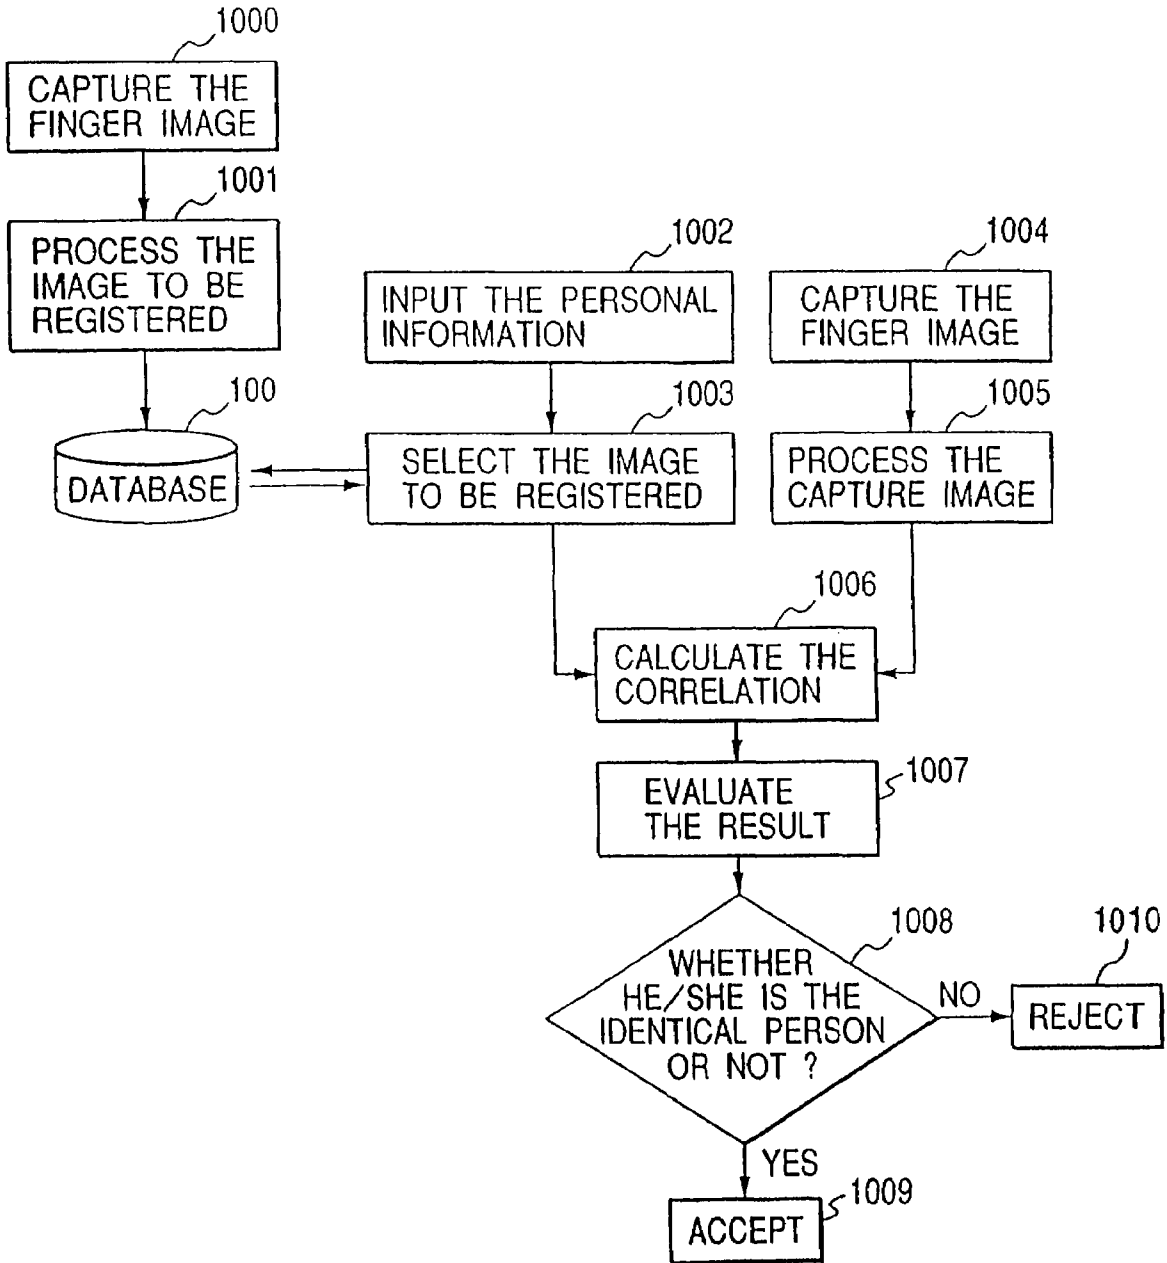 1000
CAPTURE THE
FINGER IMAGE
1001
PROCESS THE
IMAGE TO BE
REGISTERED
100
DATABASE
1002
INPUT THE PERSONAL
INFORMATION
1003
SELECT THE IMAGE
TO BE REGISTERED
1004
CAPTURE THE
FINGER IMAGE
1005
PROCESS THE
CAPTURE IMAGE
1006
CALCULATE THE
CORRELATION
1007
EVALUATE
THE RESULT
1008
WHETHER
HE/SHE IS THE
IDENTICAL PERSON
OR NOT ?
NO
1010
REJECT
YES
1009
ACCEPT